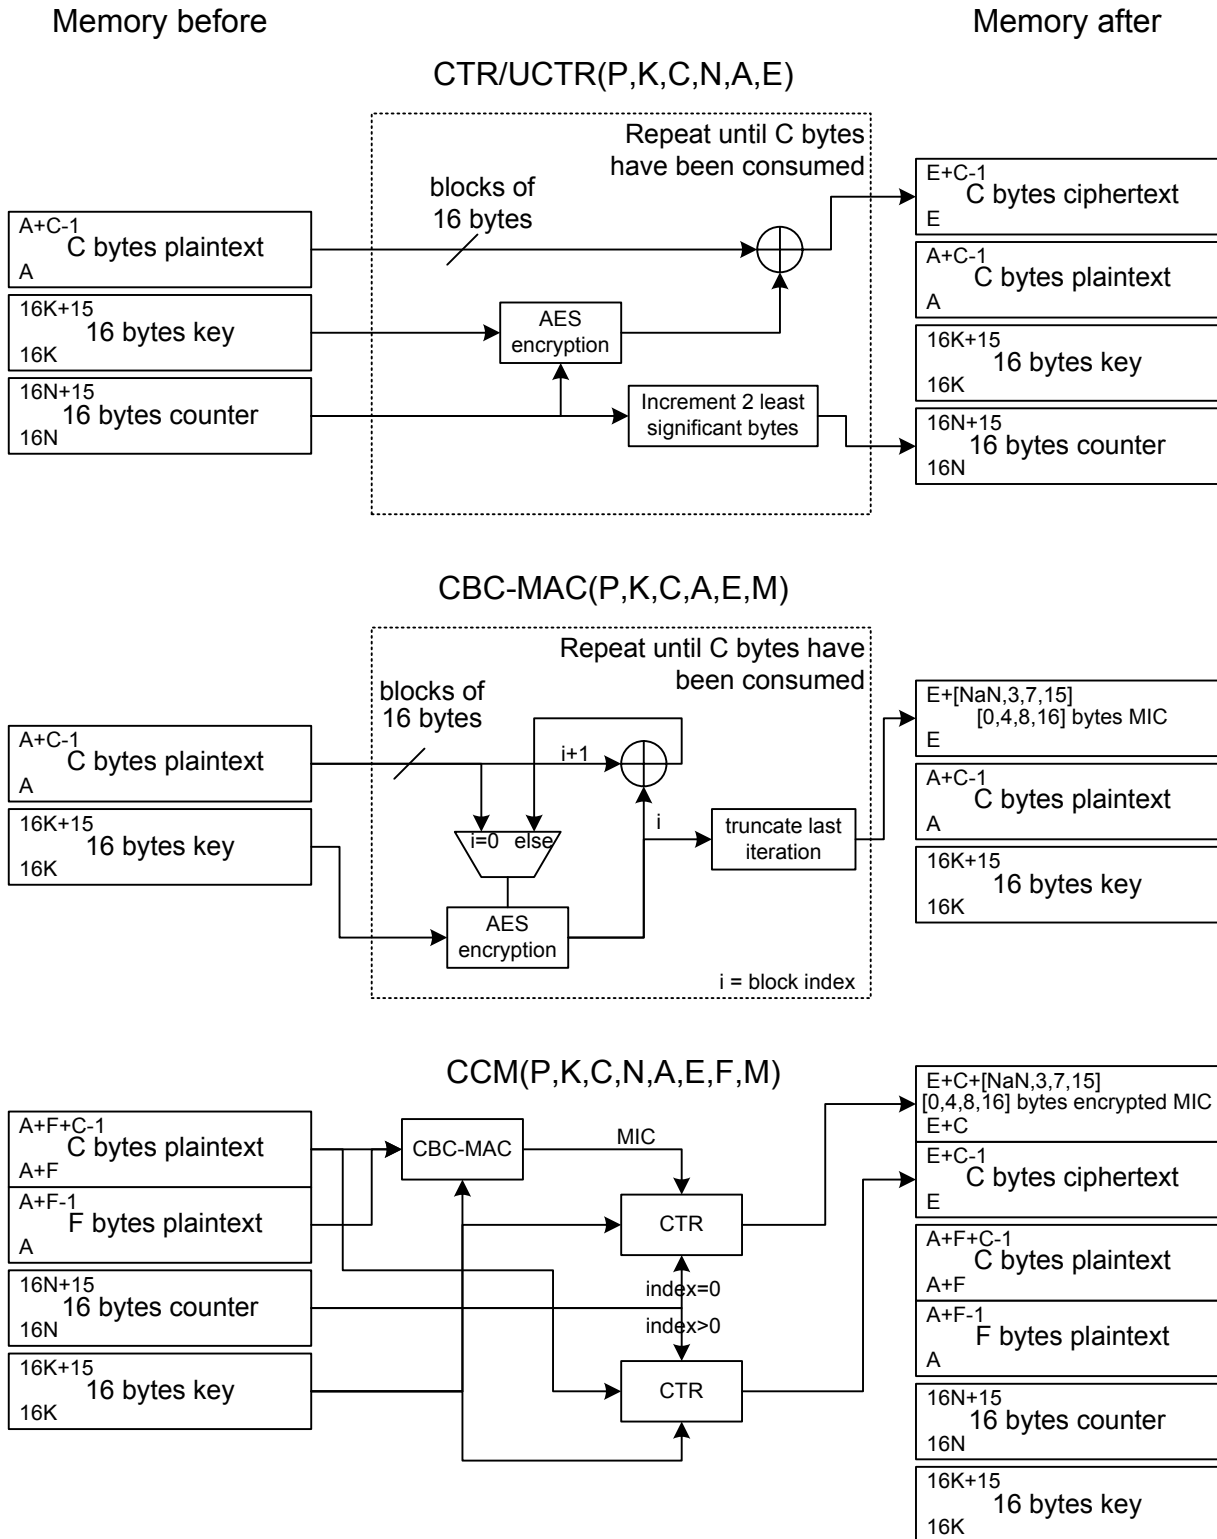 Memory before
Memory after
CTR/UCTR(P,K,C,N,A,E)
Repeat until C bytes
have been consumed
blocks of
16 bytes
A+C-1
C bytes plaintext
A
16K+15
16 bytes key
16K
16N+15
16 bytes counter
16N
AES
encryption
Increment 2 least
significant bytes
E+C-1
C bytes ciphertext
E
A+C-1
C bytes plaintext
A
16K+15
16 bytes key
16K
16N+15
16 bytes counter
16N
CBC-MAC(P,K,C,A,E,M)
Repeat until C bytes have
been consumed
blocks of
16 bytes
A+C-1
C bytes plaintext
A
16K+15
16 bytes key
16K
i+1
i=0 else
i
AES
encryption
truncate last
iteration
i = block index
E+[NaN,3,7,15]
[0,4,8,16] bytes MIC
E
A+C-1
C bytes plaintext
A
16K+15
16 bytes key
16K
CCM(P,K,C,N,A,E,F,M)
A+F+C-1
C bytes plaintext
A+F
A+F-1
F bytes plaintext
A
16N+15
16 bytes counter
16N
16K+15
16 bytes key
16K
CBC-MAC
MIC
CTR
index=0
index>0
CTR
E+C+[NaN,3,7,15]
[0,4,8,16] bytes encrypted MIC
E+C
E+C-1
C bytes ciphertext
E
A+F+C-1
C bytes plaintext
A+F
A+F-1
F bytes plaintext
A
16N+15
16 bytes counter
16N
16K+15
16 bytes key
16K